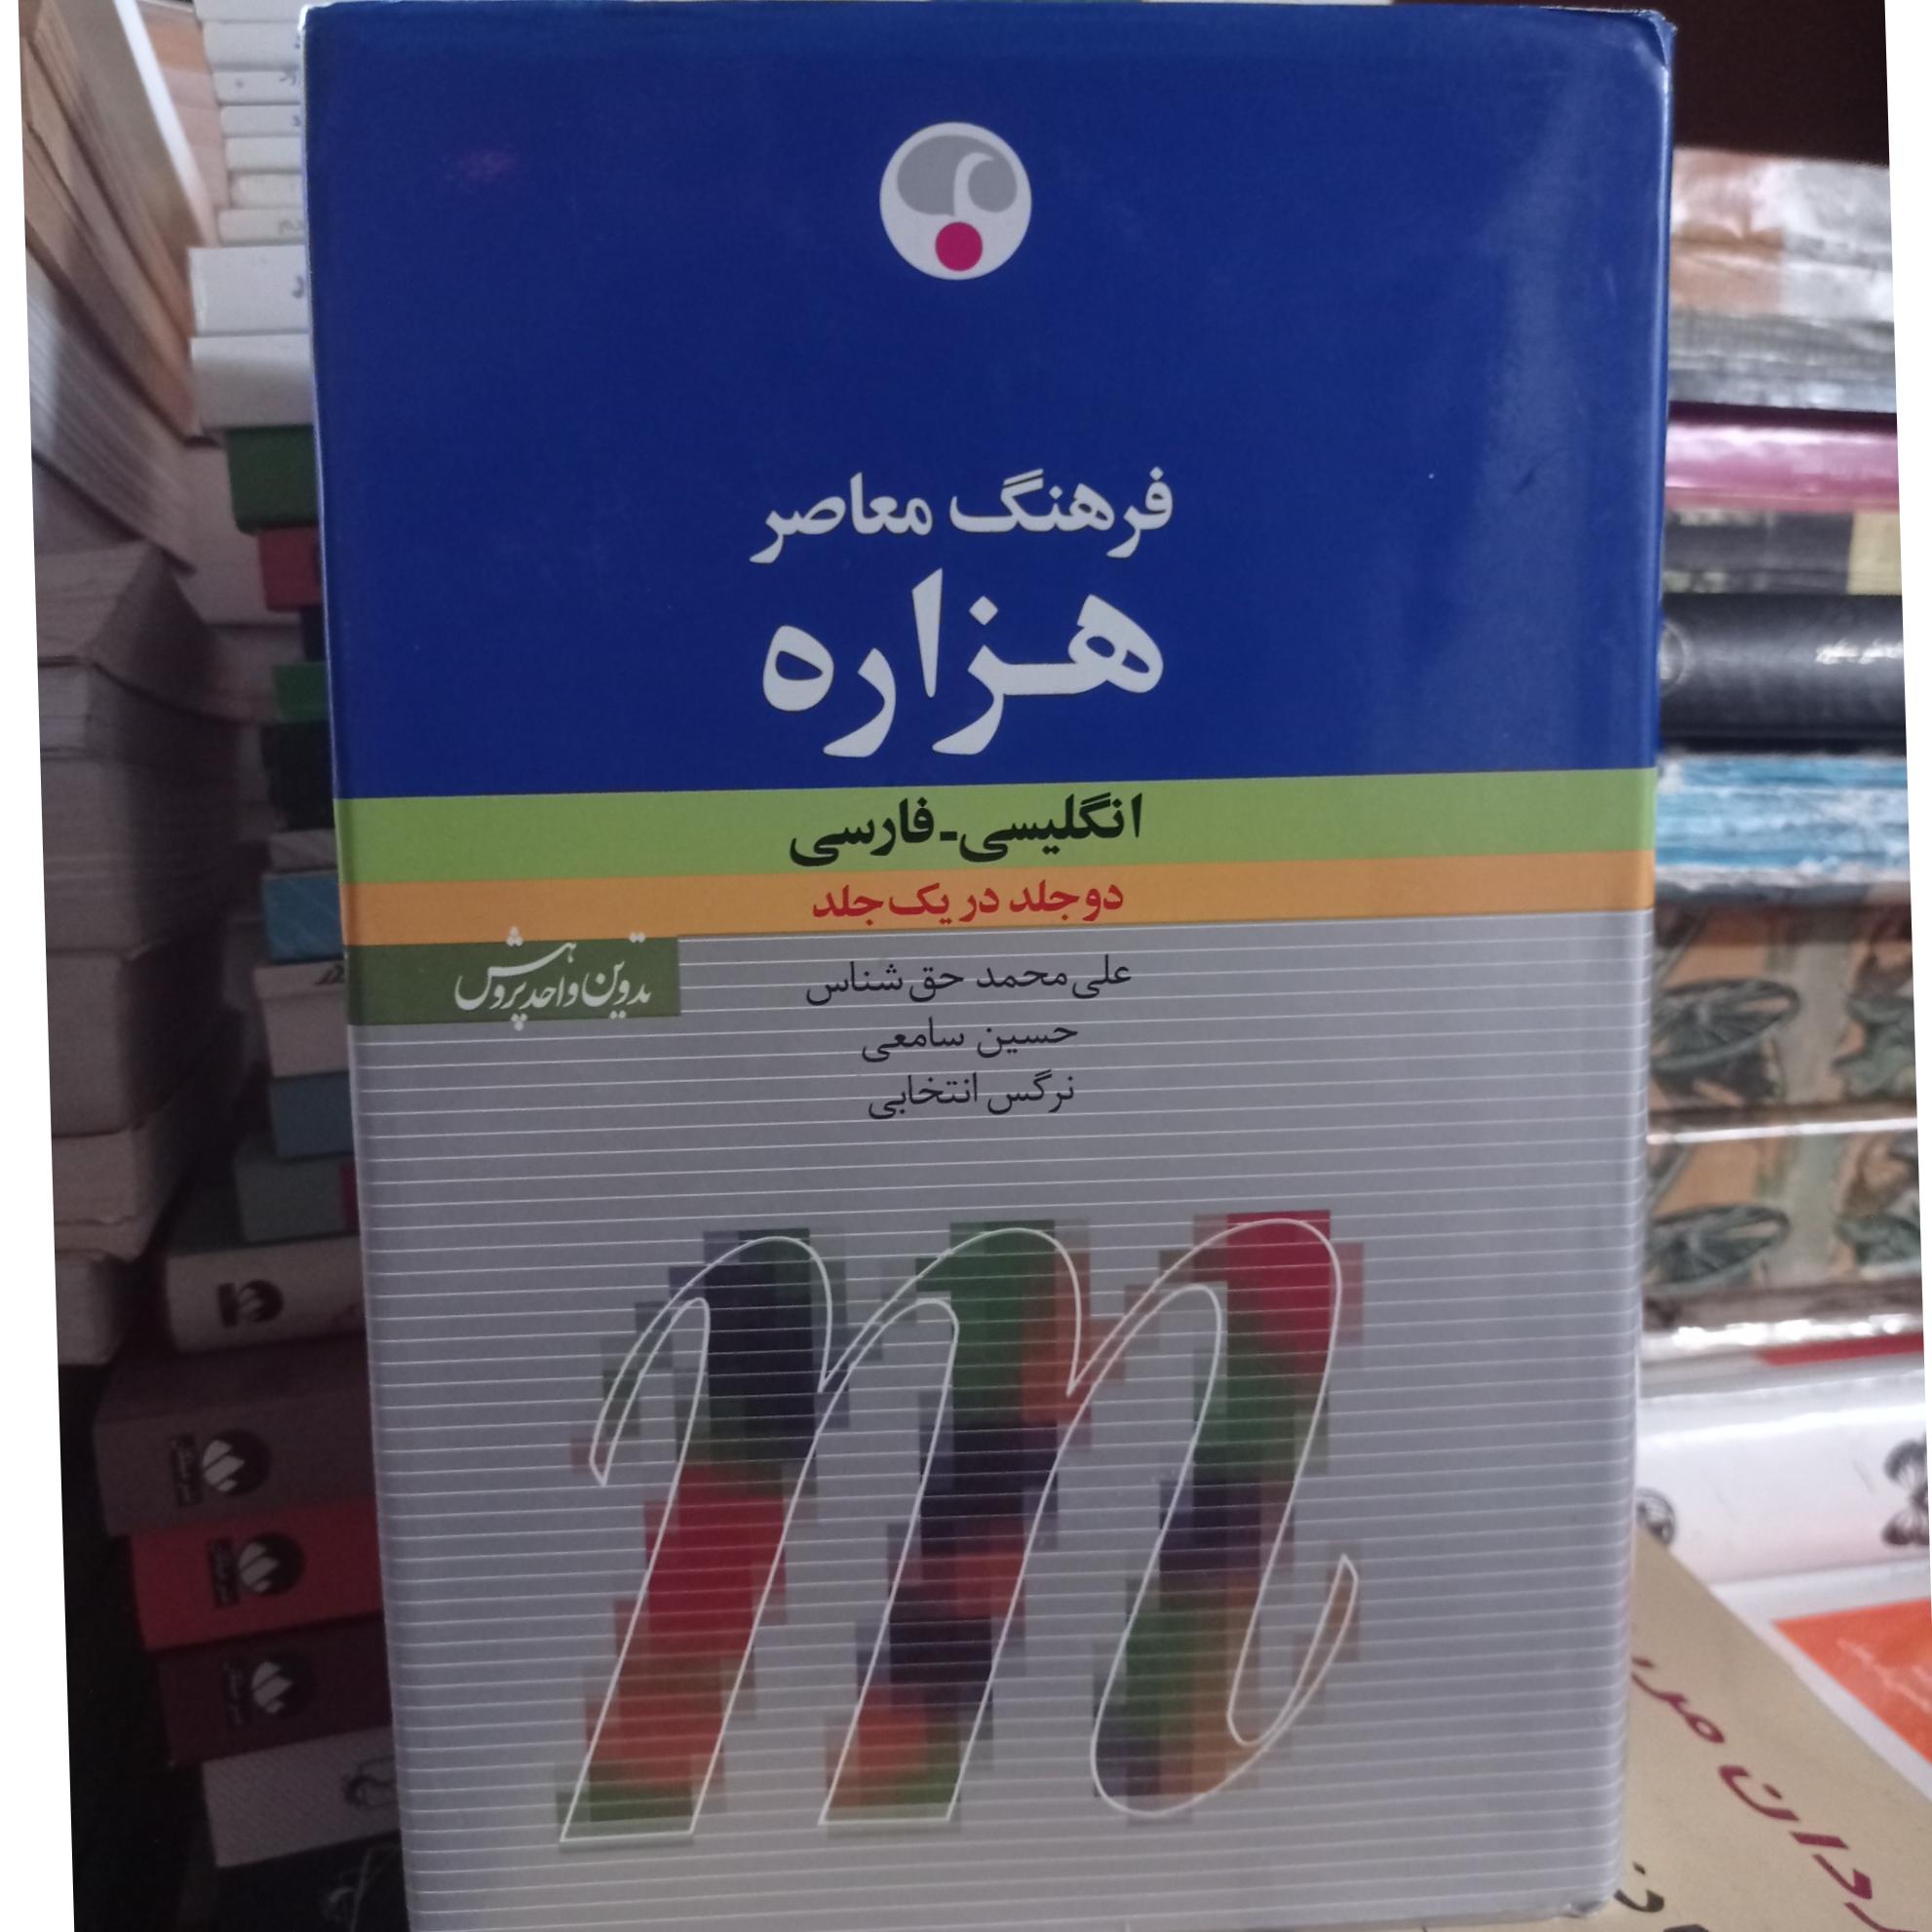 فرهنگ معاصر
هزاره
انگلیسی-فارسی
دو جلد در یک جلد
تدوین واحد پژوهش
علی‌محمد حق‌شناس
حسین سامعی
نرگس انتخابی